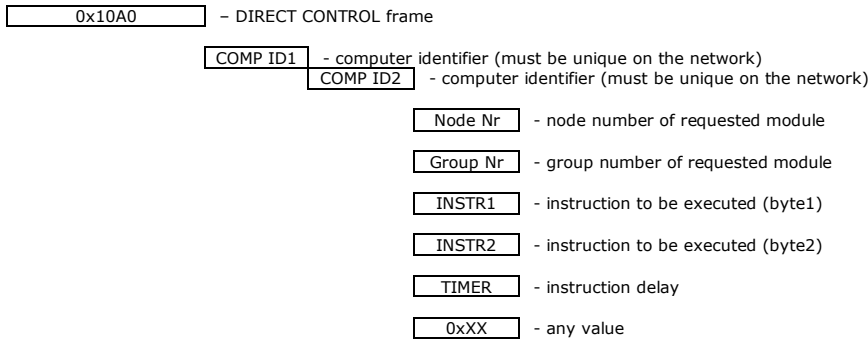 0x10A0 – DIRECT CONTROL frame
COMP ID1 - computer identifier (must be unique on the network)
COMP ID2 - computer identifier (must be unique on the network)
Node Nr - node number of requested module
Group Nr - group number of requested module
INSTR1 - instruction to be executed (byte1)
INSTR2 - instruction to be executed (byte2)
TIMER - instruction delay
0xXX - any value